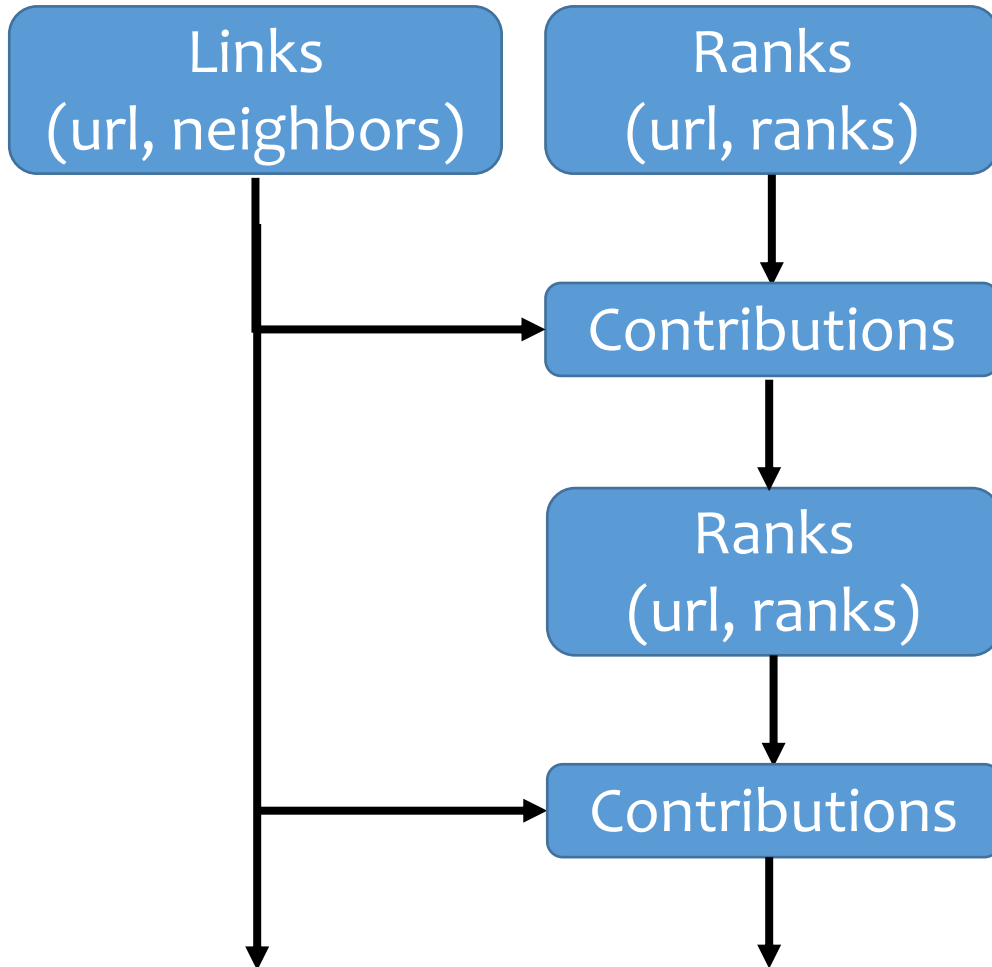 Links
(url, neighbors)
Ranks
(url, ranks)
Contributions
Ranks
(url, ranks)
Contributions